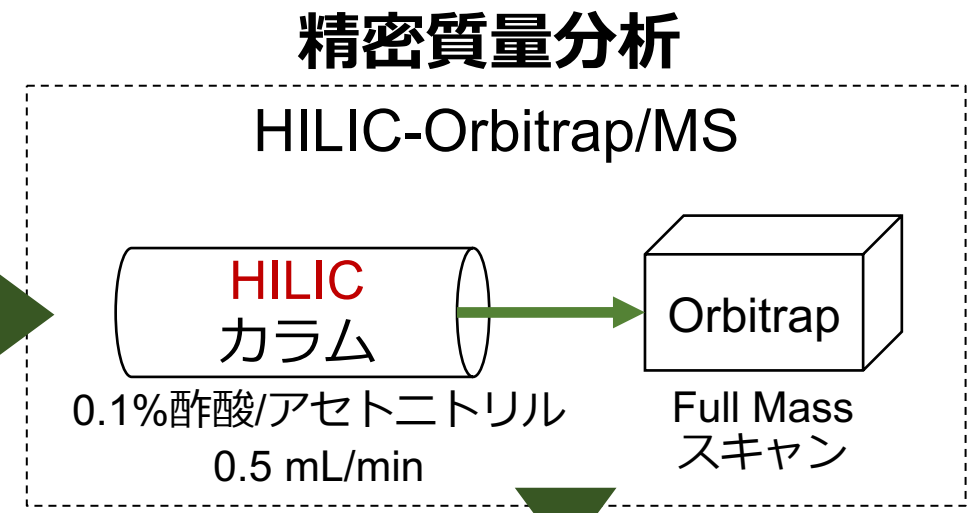 精密質量分析
HILIC-Orbitrap/MS
HILIC
カラム
Orbitrap
0.1%酢酸/アセトニトリル
0.5 mL/min
Full Mass
スキャン